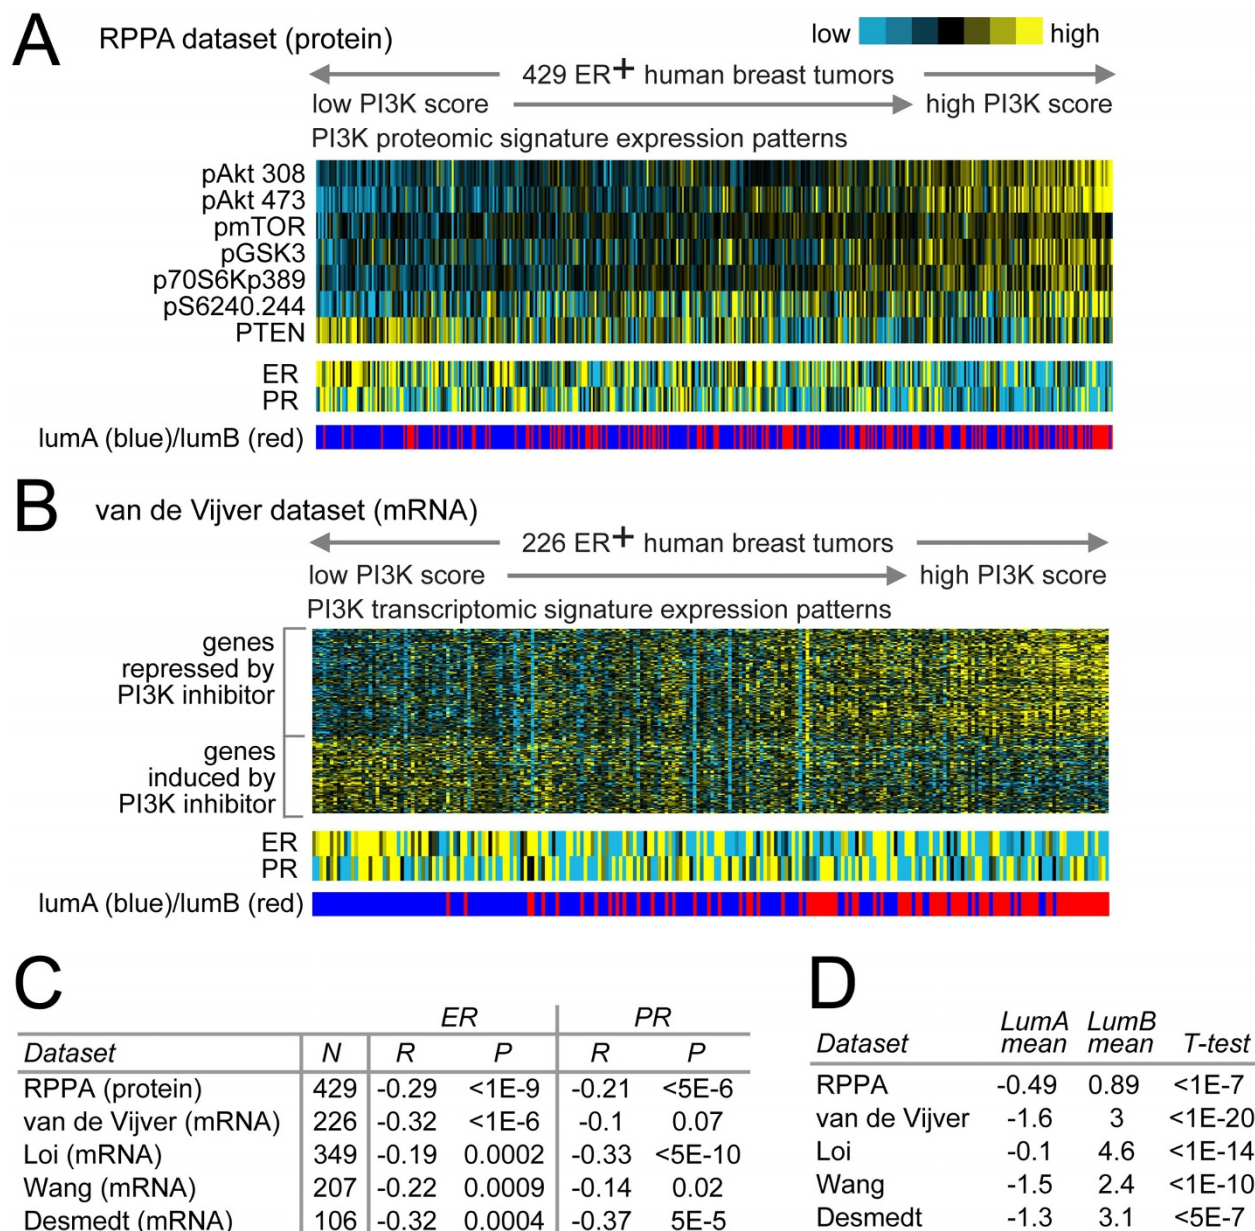 A RPPA dataset (protein)
low high
429 ER+ human breast tumors
low PI3K score high PI3K score
PI3K proteomic signature expression patterns
pAkt 308
pAkt 473
pmTOR
pGSK3
p70S6Kp389
pS6240.244
PTEN
ER
PR
lumA (blue)/lumB (red)
B van de Vijver dataset (mRNA)
226 ER+ human breast tumors
low PI3K score high PI3K score
PI3K transcriptomic signature expression patterns
genes
repressed by
PI3K inhibitor
genes
induced by
PI3K inhibitor
ER
PR
lumA (blue)/lumB (red)
C
ER PR
Dataset N R P R P
RPPA (protein) 429 -0.29 <1E-9 -0.21 <5E-6
van de Vijver (mRNA) 226 -0.32 <1E-6 -0.1 0.07
Loi (mRNA) 349 -0.19 0.0002 -0.33 <5E-10
Wang (mRNA) 207 -0.22 0.0009 -0.14 0.02
Desmedt (mRNA) 106 -0.32 0.0004 -0.37 5E-5
D
LumA LumB
Dataset mean mean T-test
RPPA -0.49 0.89 <1E-7
van de Vijver -1.6 3 <1E-20
Loi -0.1 4.6 <1E-14
Wang -1.5 2.4 <1E-10
Desmedt -1.3 3.1 <5E-7